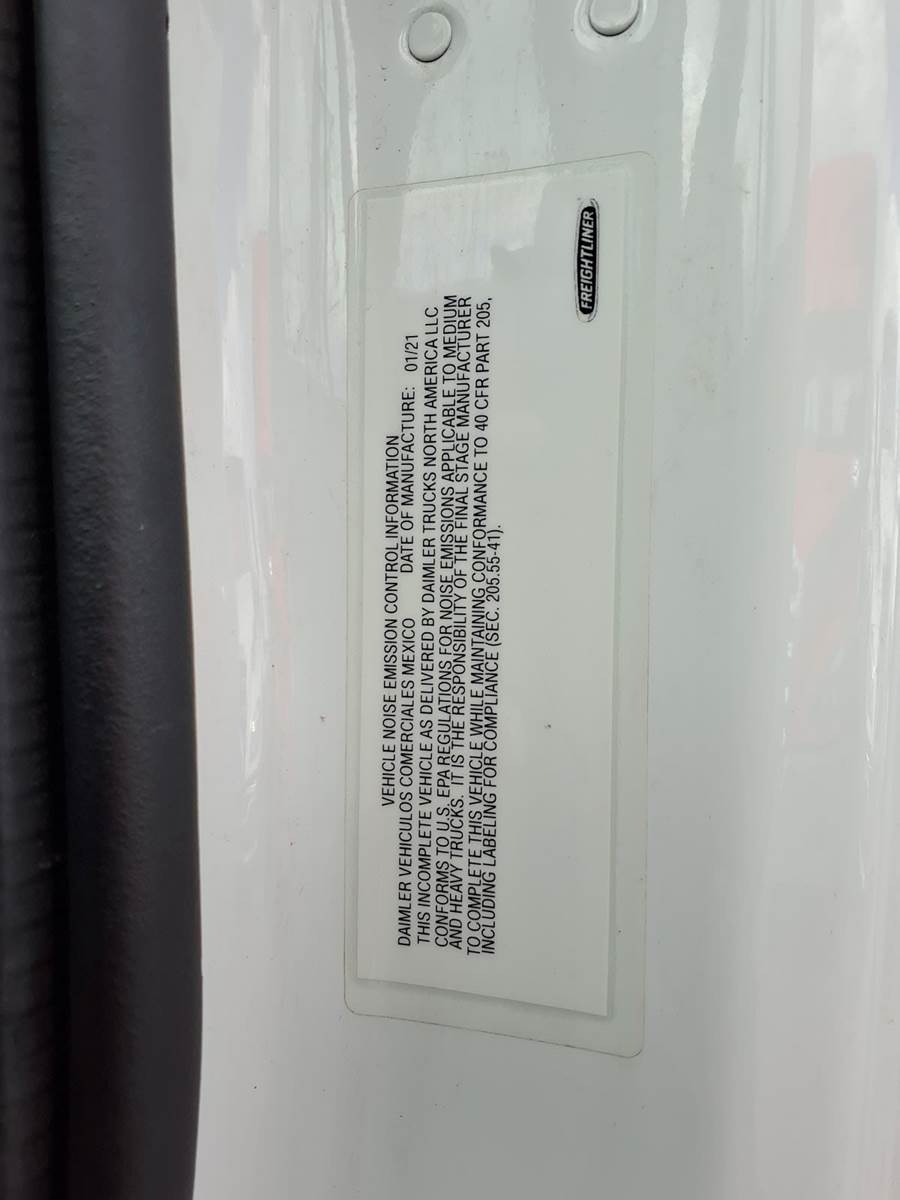 VEHICLE NOISE EMISSION CONTROL INFORMATION
DAIMLER VEHICULOS COMERCIALES MEXICO DATE OF MANUFACTURE: 01/21
THIS INCOMPLETE VEHICLE AS DELIVERED BY DAIMLER TRUCKS NORTH AMERICA LLC
CONFORMS TO U.S. EPA REGULATIONS FOR NOISE EMISSIONS APPLICABLE TO MEDIUM
AND HEAVY TRUCKS. IT IS THE RESPONSIBILITY OF THE FINAL STAGE MANUFACTURER
TO COMPLETE THIS VEHICLE WHILE MAINTAINING CONFORMANCE TO 40 CFR PART 205,
INCLUDING LABELING FOR COMPLIANCE (SEC. 205.55-41).
FREIGHTLINER